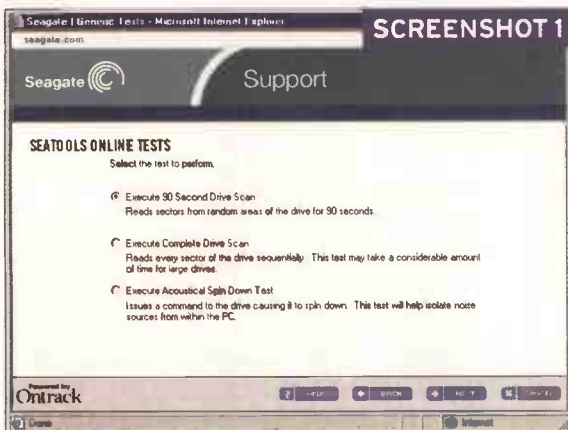 Seagate | Generic Tests - Microsoft Internet Explorer
SCREENSHOT 1
seagate.com
Seagate
Support
SEATOOLS ONLINE TESTS
Select the test to perform.
Execute 90 Second Drive Scan
Reads sectors from random areas of the drive for 90 seconds.
Execute Complete Drive Scan
Reads every sector of the drive sequentially. This test may take a considerable amount
of time for large drives.
Execute Acoustical Spin Down Test
Issues a command to the drive causing it to spin down. This test will help isolate noise
sources from within the PC.
Powered by
Ontrack
? HELP BACK NEXT X CANCEL
Done Internet